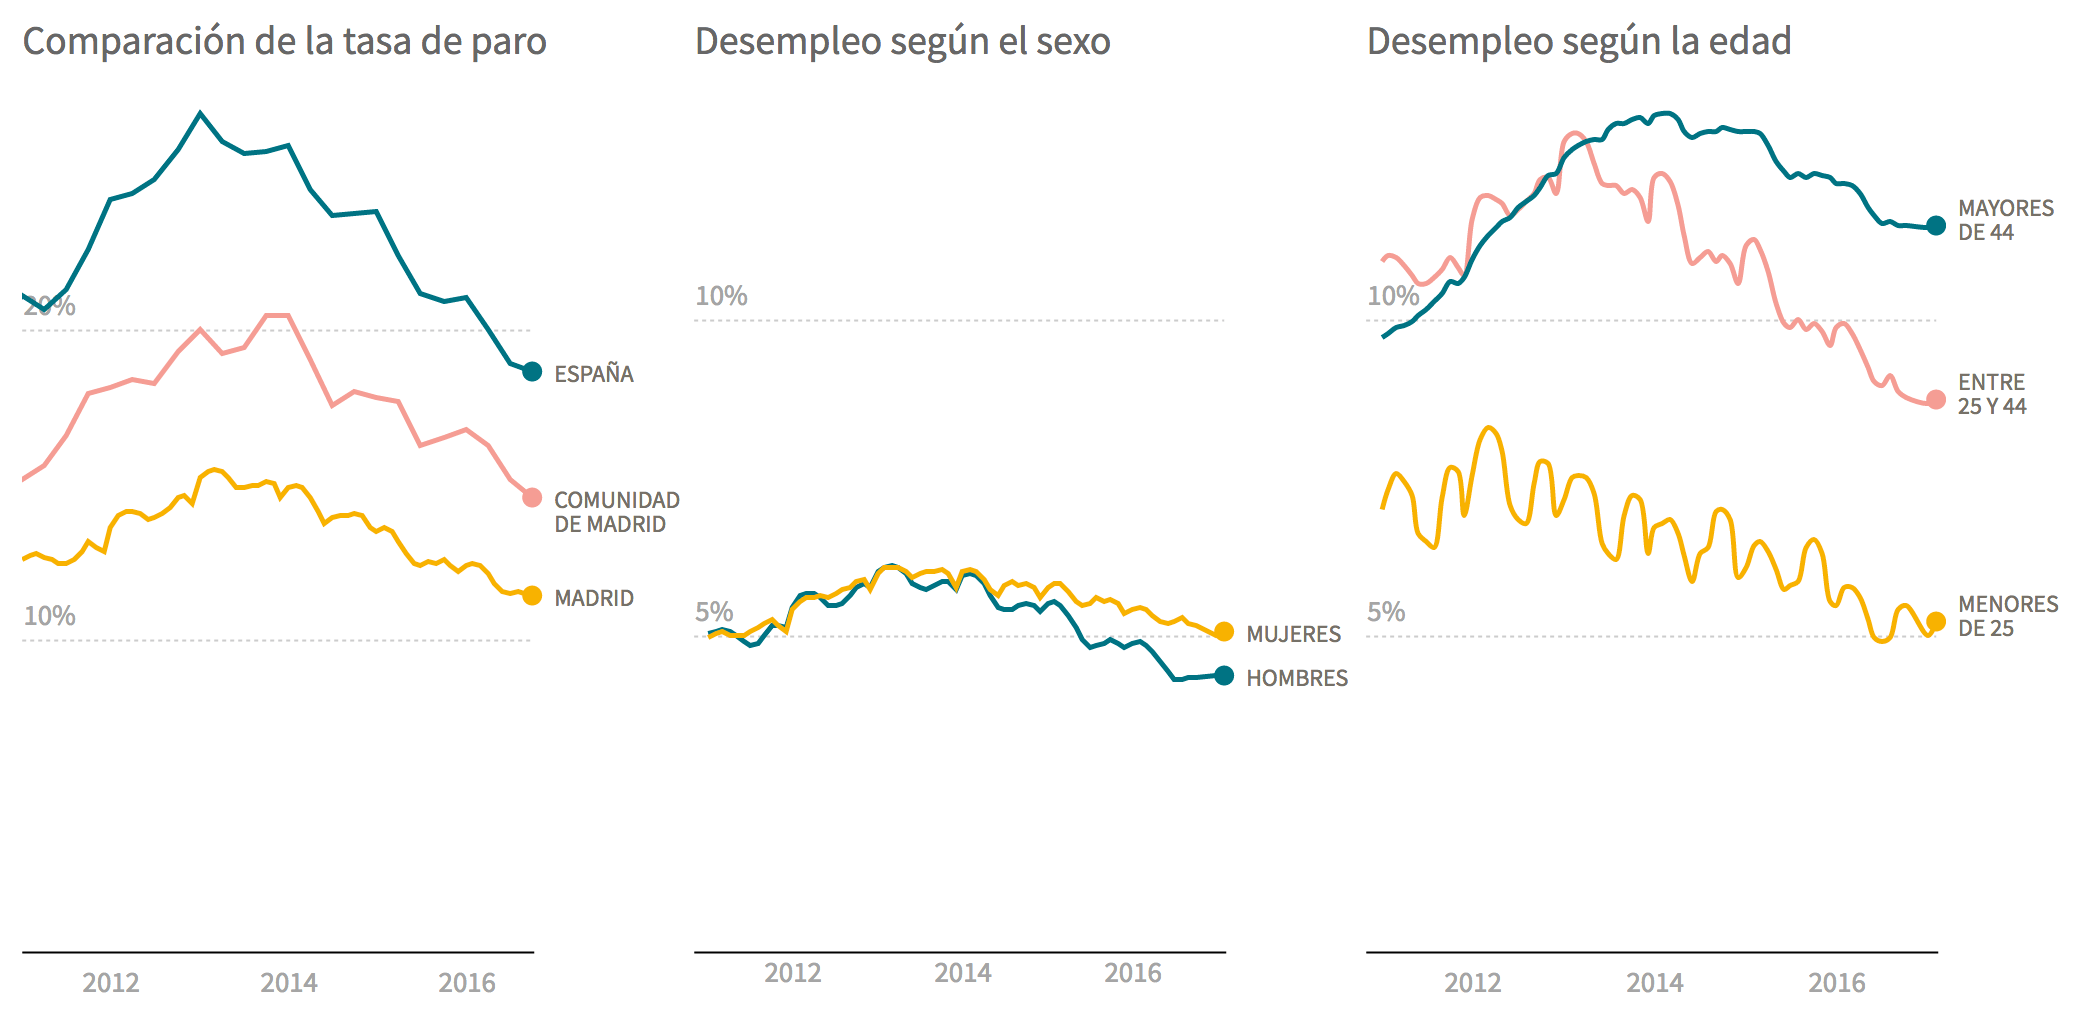 Comparación de la tasa de paro
20%
10%
ESPAÑA
COMUNIDAD
DE MADRID
MADRID
2012
2014
2016
Desempleo según el sexo
10%
5%
MUJERES
HOMBRES
2012
2014
2016
Desempleo según la edad
10%
5%
MAYORES
DE 44
ENTRE
25 Y 44
MENORES
DE 25
2012
2014
2016